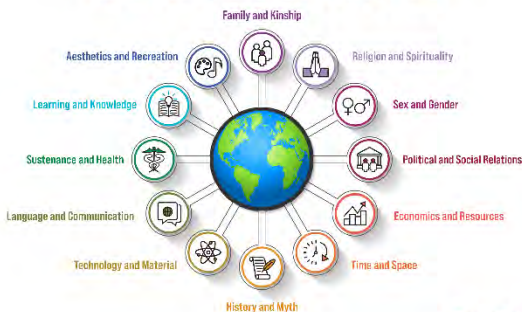 Family and Kinship
Aesthetics and Recreation
Religion and Spirituality
Learning and Knowledge
Sex and Gender
Sustenance and Health
Political and Social Relations
Language and Communication
Economics and Resources
Technology and Material
Time and Space
History and Myth